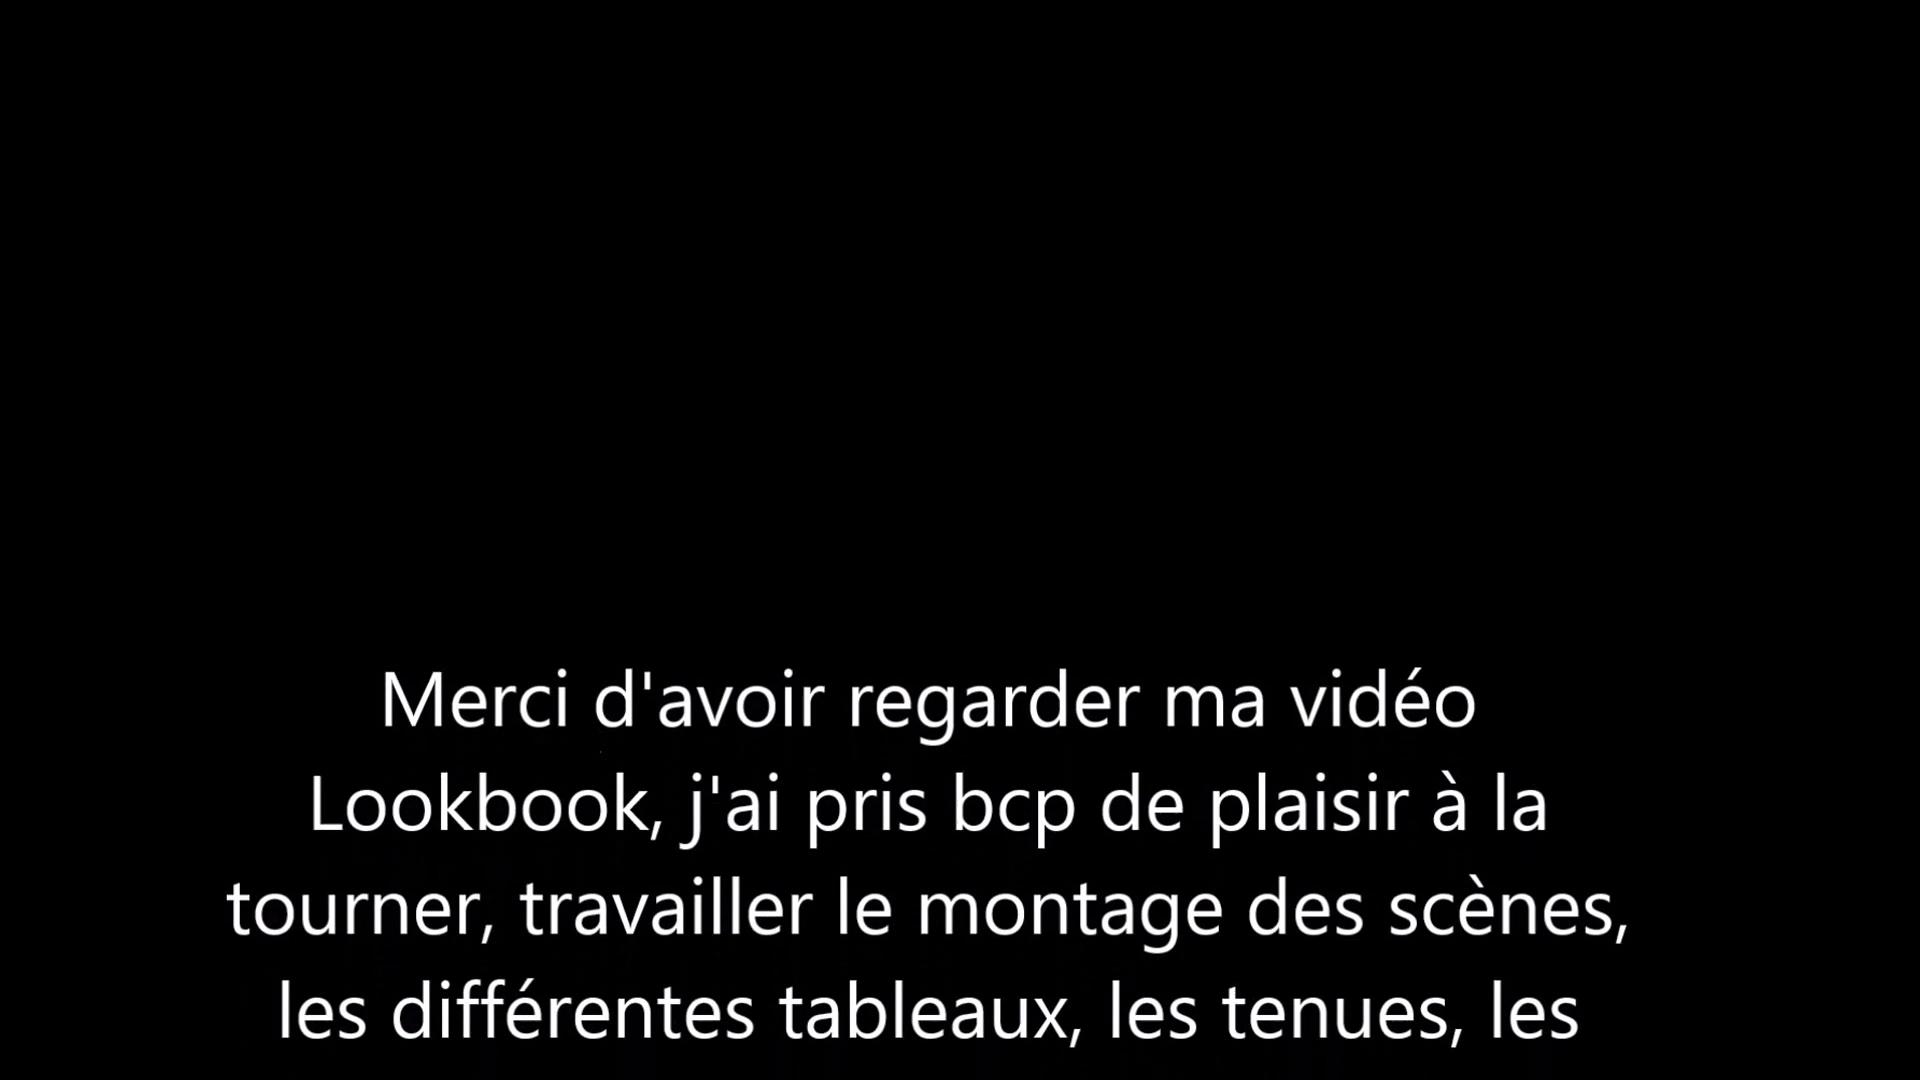 Merci d'avoir regarder ma vidéo
Lookbook, j'ai pris bcp de plaisir à la
tourner, travailler le montage des scènes,
les différentes tableaux, les tenues, les